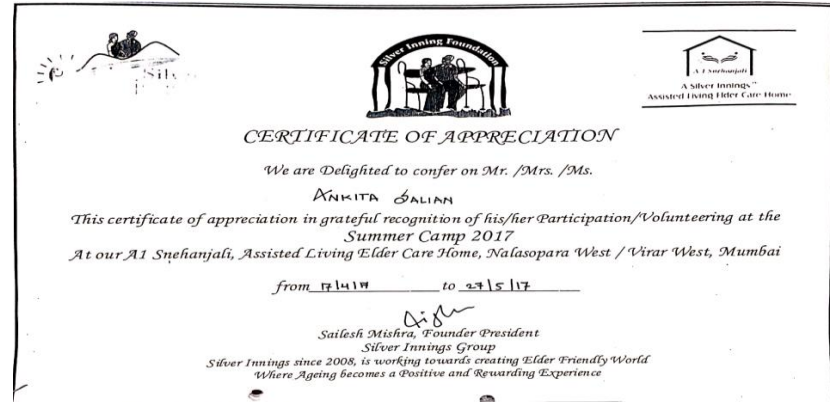 Silver Inning Foundation
A 1 Snehanjali
A Silver Innings™
Assisted Living Elder Care Home
CERTIFICATE OF APPRECIATION
We are Delighted to confer on Mr. /Mrs. /Ms.
ANKITA BALIAN
This certificate of appreciation in grateful recognition of his/her Participation/Volunteering at the
Summer Camp 2017
At our A1 Snehanjali, Assisted Living Elder Care Home, Nalasopara West / Virar West, Mumbai
from 17/4/17 to 27/5/17
Sailesh Mishra, Founder President
Silver Innings Group
Silver Innings since 2008, is working towards creating Elder Friendly World
Where Ageing becomes a Positive and Rewarding Experience